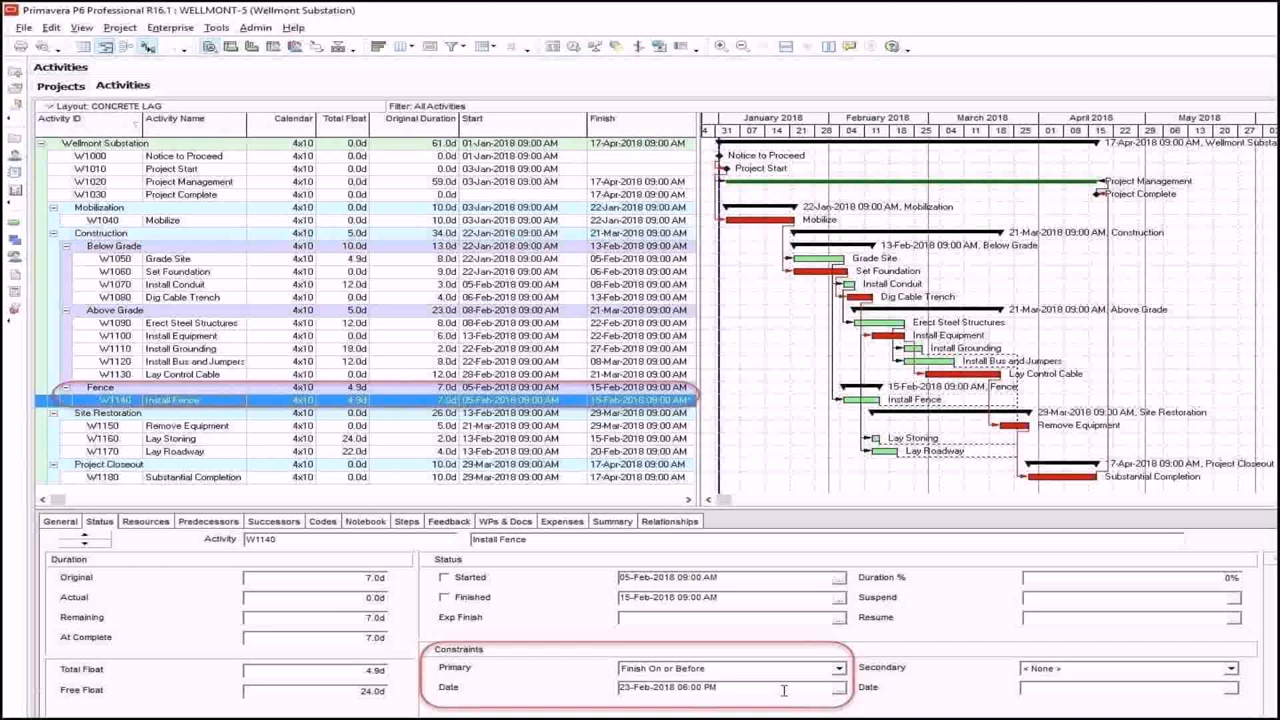 Primavera P6 Professional R16.1 : WELLMONT-5 (Wellmont Substation)
File Edit View Project Enterprise Tools Admin Help
Activities
Projects Activities
Layout: CONCRETE LAG Filter: All Activities
Activity ID Activity Name Calendar Total Float Original Duration Start Finish
January 2018 February 2018 March 2018 April 2018 May 2018
4 31 07 14 21 28 04 11 18 25 04 11 18 25 01 08 15 22 29 06 13 20 27
Wellmont Substation 4x10 0.0d 61.0d 01-Jan-2018 09:00 AM 17-Apr-2018 09:00 AM 17-Apr-2018 09:00 AM, Wellmont Subst
W1000 Notice to Proceed 4x10 0.0d 0.0d 01-Jan-2018 09:00 AM Notice to Proceed
W1010 Project Start 4x10 0.0d 0.0d 03-Jan-2018 09:00 AM Project Start
W1020 Project Management 4x10 0.0d 59.0d 03-Jan-2018 09:00 AM 17-Apr-2018 09:00 AM Project Management
W1030 Project Complete 4x10 0.0d 0.0d 17-Apr-2018 09:00 AM Project Complete
Mobilization 4x10 0.0d 10.0d 03-Jan-2018 09:00 AM 22-Jan-2018 09:00 AM 22-Jan-2018 09:00 AM, Mobilization
W1040 Mobilize 4x10 0.0d 10.0d 03-Jan-2018 09:00 AM 22-Jan-2018 09:00 AM Mobilize
Construction 4x10 5.0d 34.0d 22-Jan-2018 09:00 AM 21-Mar-2018 09:00 AM 21-Mar-2018 09:00 AM, Construction
Below Grade 4x10 10.0d 13.0d 22-Jan-2018 09:00 AM 13-Feb-2018 09:00 AM 13-Feb-2018 09:00 AM, Below Grade
W1050 Grade Site 4x10 4.9d 8.0d 22-Jan-2018 09:00 AM 05-Feb-2018 09:00 AM Grade Site
W1060 Set Foundation 4x10 0.0d 9.0d 22-Jan-2018 09:00 AM 06-Feb-2018 09:00 AM Set Foundation
W1070 Install Conduit 4x10 12.0d 3.0d 05-Feb-2018 09:00 AM 08-Feb-2018 09:00 AM Install Conduit
W1080 Dig Cable Trench 4x10 0.0d 4.0d 06-Feb-2018 09:00 AM 13-Feb-2018 09:00 AM Dig Cable Trench
Above Grade 4x10 5.0d 23.0d 08-Feb-2018 09:00 AM 21-Mar-2018 09:00 AM 21-Mar-2018 09:00 AM, Above Grade
W1090 Erect Steel Structures 4x10 12.0d 8.0d 08-Feb-2018 09:00 AM 22-Feb-2018 09:00 AM Erect Steel Structures
W1100 Install Equipment 4x10 0.0d 6.0d 13-Feb-2018 09:00 AM 22-Feb-2018 09:00 AM Install Equipment
W1110 Install Grounding 4x10 18.0d 2.0d 22-Feb-2018 09:00 AM 27-Feb-2018 09:00 AM Install Grounding
W1120 Install Bus and Jumpers 4x10 12.0d 8.0d 22-Feb-2018 09:00 AM 08-Mar-2018 09:00 AM Install Bus and Jumpers
W1130 Lay Control Cable 4x10 0.0d 12.0d 28-Feb-2018 09:00 AM 21-Mar-2018 09:00 AM Lay Control Cable
Fence 4x10 4.9d 7.0d 05-Feb-2018 09:00 AM 15-Feb-2018 09:00 AM 15-Feb-2018 09:00 AM, Fence
W1140 Install Fence 4x10 4.9d 7.0d 05-Feb-2018 09:00 AM 15-Feb-2018 09:00 AM* Install Fence
Site Restoration 4x10 0.0d 26.0d 13-Feb-2018 09:00 AM 29-Mar-2018 09:00 AM 29-Mar-2018 09:00 AM, Site Restoration
W1150 Remove Equipment 4x10 0.0d 5.0d 21-Mar-2018 09:00 AM 29-Mar-2018 09:00 AM Remove Equipment
W1160 Lay Stoning 4x10 24.0d 2.0d 13-Feb-2018 09:00 AM 15-Feb-2018 09:00 AM Lay Stoning
W1170 Lay Roadway 4x10 22.0d 4.0d 13-Feb-2018 09:00 AM 20-Feb-2018 09:00 AM Lay Roadway
Project Closeout 4x10 0.0d 10.0d 29-Mar-2018 09:00 AM 17-Apr-2018 09:00 AM 7-Apr-2018 09:00 AM, Project Closeout
W1180 Substantial Completion 4x10 0.0d 10.0d 29-Mar-2018 09:00 AM 17-Apr-2018 09:00 AM Substantial Completion
General Status Resources Predecessors Successors Codes Notebook Steps Feedback WPs & Docs Expenses Summary Relationships
Activity W1140 Install Fence
Duration Status
Original 7.0d Started 05-Feb-2018 09:00 AM Duration % 0%
Actual 0.0d Finished 15-Feb-2018 09:00 AM Suspend
Remaining 7.0d Exp Finish Resume
At Complete 7.0d
Constraints
Total Float 4.9d Primary Finish On or Before Secondary < None >
Free Float 24.0d Date 23-Feb-2018 06:00 PM Date